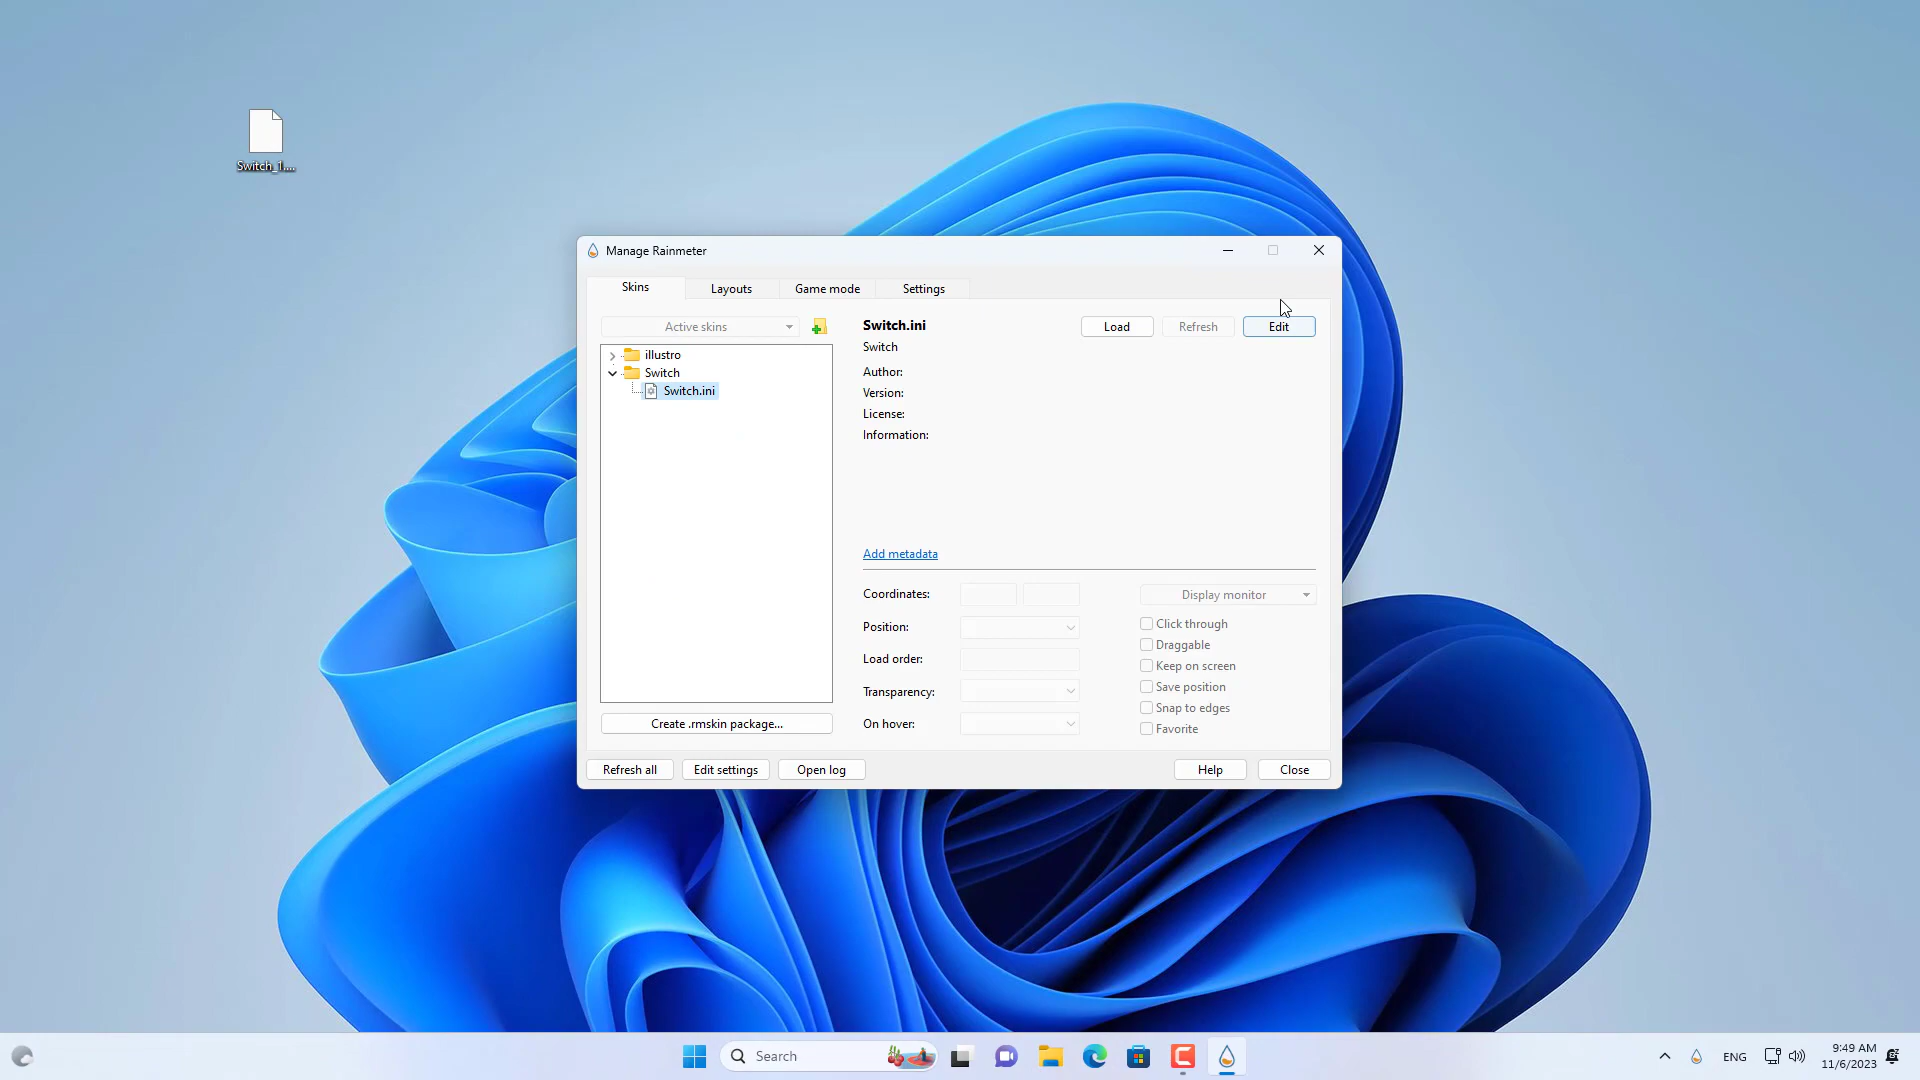 Switch_1....
Manage Rainmeter
Skins
Layouts
Game mode
Settings
Active skins
illustro
Switch
Switch.ini
Create .rmskin package...
Switch.ini
Load
Refresh
Edit
Switch
Author:
Version:
License:
Information:
Add metadata
Coordinates:
Display monitor
Position:
Load order:
Transparency:
On hover:
Click through
Draggable
Keep on screen
Save position
Snap to edges
Favorite
Refresh all
Edit settings
Open log
Help
Close
Search
ENG
9:49 AM
11/6/2023